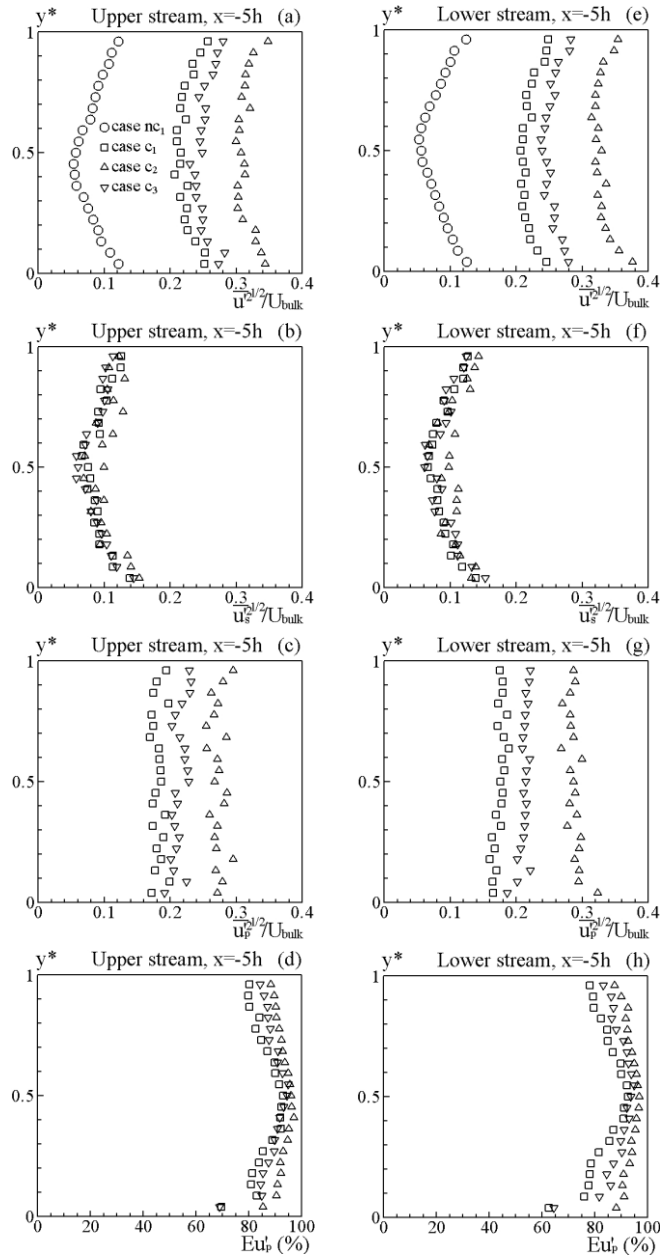 y* Upper stream, x=-5h (a)
1
0.5
0
0 0.1 0.2 0.3 0.4
case nc1
case c1
case c2
case c3
u'²^1/2/Ubulk
y* Lower stream, x=-5h (e)
1
0.5
0
0 0.1 0.2 0.3 0.4
u'²^1/2/Ubulk
y* Upper stream, x=-5h (b)
1
0.5
0
0 0.1 0.2 0.3 0.4
u's²^1/2/Ubulk
y* Lower stream, x=-5h (f)
1
0.5
0
0 0.1 0.2 0.3 0.4
u's²^1/2/Ubulk
y* Upper stream, x=-5h (c)
1
0.5
0
0 0.1 0.2 0.3 0.4
u'p²^1/2/Ubulk
y* Lower stream, x=-5h (g)
1
0.5
0
0 0.1 0.2 0.3 0.4
u'p²^1/2/Ubulk
y* Upper stream, x=-5h (d)
1
0.5
0
0 20 40 60 80 100
Eu'p (%)
y* Lower stream, x=-5h (h)
1
0.5
0
0 20 40 60 80 100
Eu'p (%)